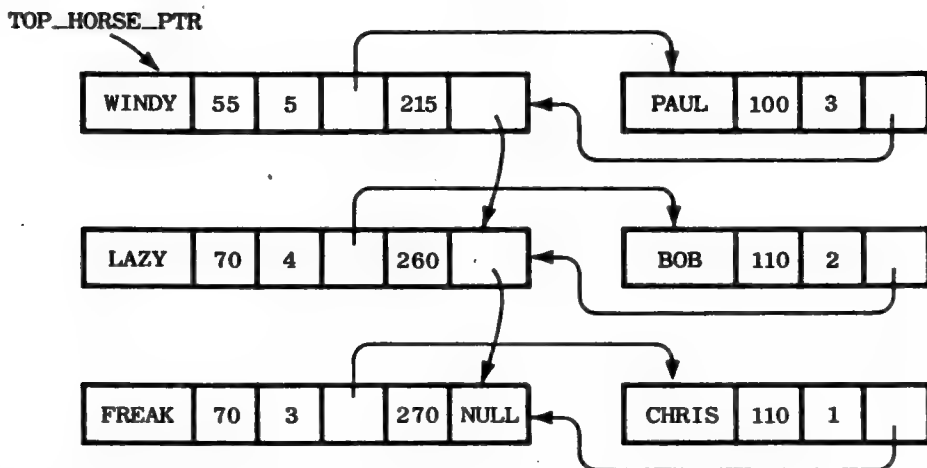 TOP_HORSE_PTR
WINDY 55 5 215 PAUL 100 3
LAZY 70 4 260 BOB 110 2
FREAK 70 3 270 NULL CHRIS 110 1